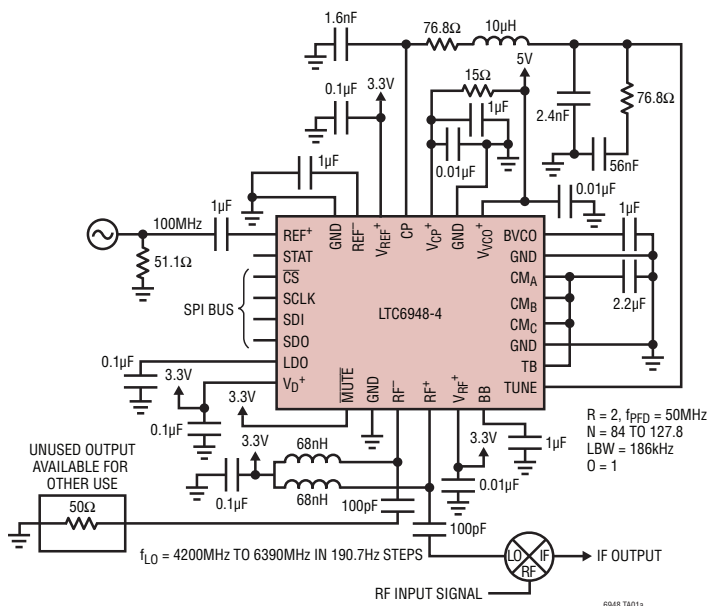 1.6nF
76.8Ω
10µH
5V
3.3V
15Ω
0.1µF
1µF
2.4nF
76.8Ω
0.01µF
56nF
1µF
0.01µF
1µF
1µF
100MHz
51.1Ω
REF+
GND
REF–
VREF+
CP
VCP+
GND
VVCO+
BVCO
STAT
GND
CS
CMA
2.2µF
SPI BUS
SCLK
LTC6948-4
CMB
SDI
CMC
SDO
GND
0.1µF
LDO
TB
3.3V
VD+
MUTE
GND
RF–
RF+
VRF+
BB
TUNE
3.3V
0.1µF
R = 2, fPFD = 50MHz
N = 84 TO 127.8
LBW = 186kHz
O = 1
UNUSED OUTPUT
AVAILABLE FOR
OTHER USE
3.3V
68nH
3.3V
1µF
0.1µF
68nH
0.01µF
50Ω
100pF
100pF
fLO = 4200MHz TO 6390MHz IN 190.7Hz STEPS
LO
IF
RF
IF OUTPUT
RF INPUT SIGNAL
6948 TA01a